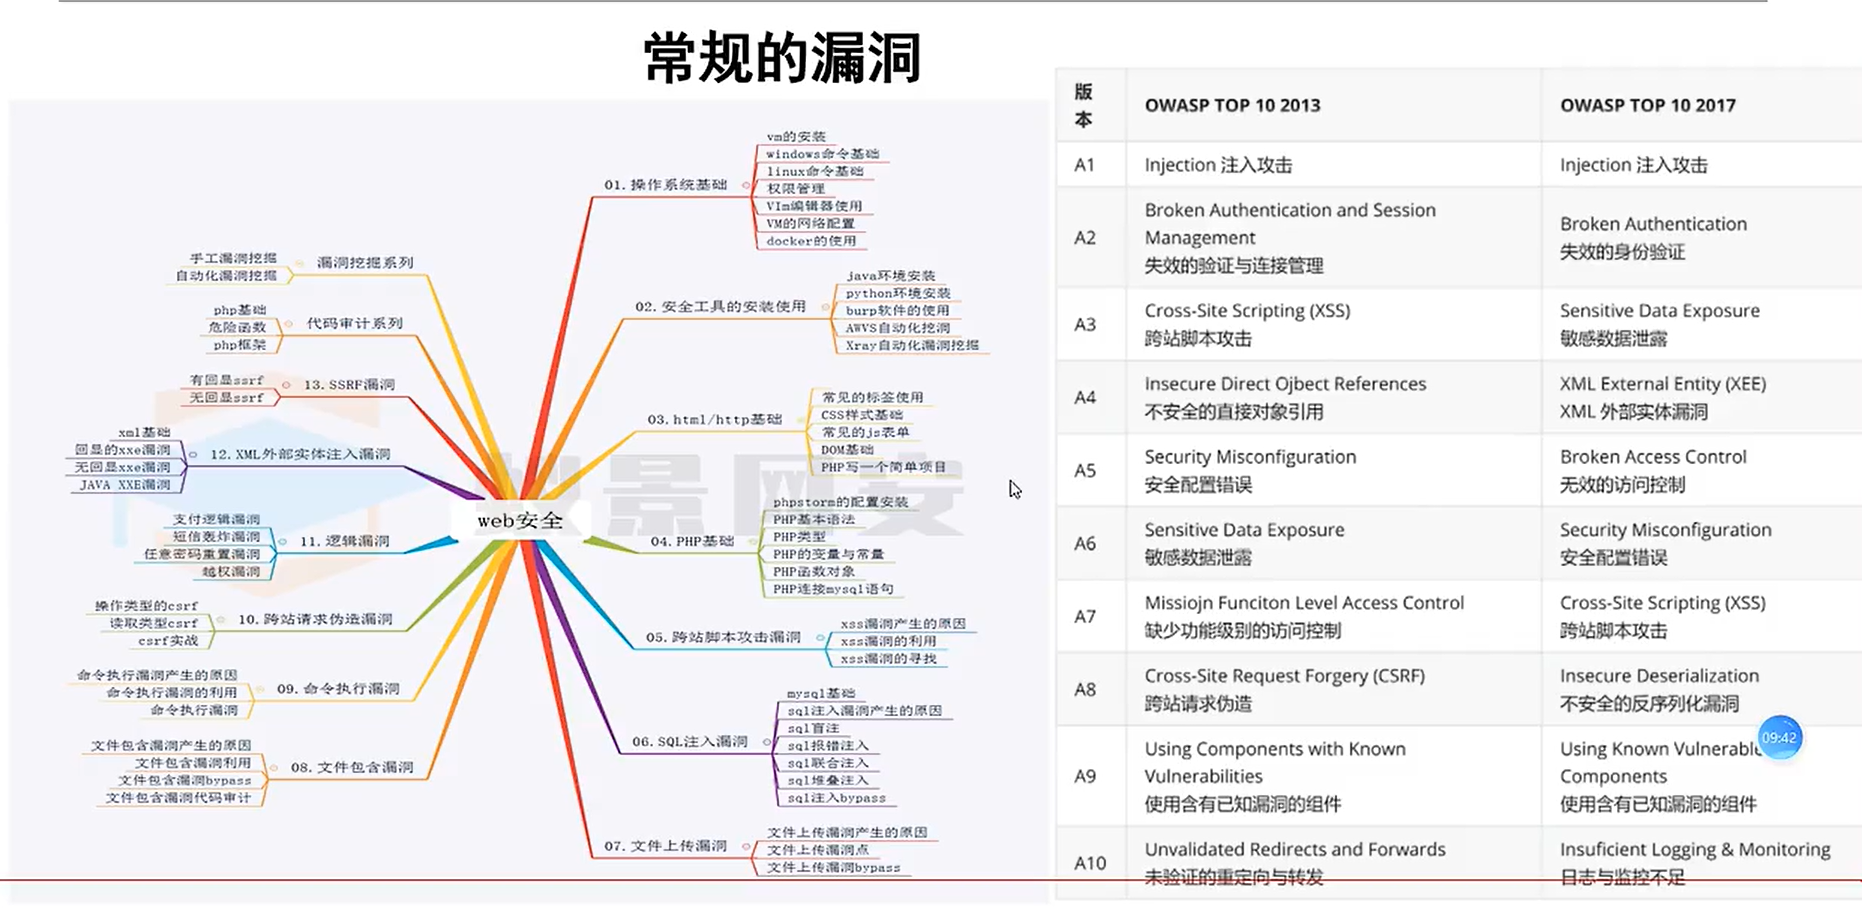 常规的漏洞
web安全
01.操作系统基础
vm的安装
windows命令基础
linux命令基础
权限管理
VIm编辑器使用
VM的网络配置
docker的使用
02.安全工具的安装使用
java环境安装
python环境安装
burp软件的使用
AWVS自动化挖洞
Xray自动化漏洞挖掘
03.html/http基础
常见的标签使用
CSS样式基础
常见的js表单
DOM基础
PHP写一个简单项目
04.PHP基础
phpstorm的配置安装
PHP基本语法
PHP类型
PHP的变量与常量
PHP函数对象
PHP连接mysql语句
05.跨站脚本攻击漏洞
xss漏洞产生的原因
xss漏洞的利用
xss漏洞的寻找
06.SQL注入漏洞
mysql基础
sql注入漏洞产生的原因
sql盲注
sql报错注入
sql联合注入
sql堆叠注入
sql注入bypass
07.文件上传漏洞
文件上传漏洞产生的原因
文件上传漏洞点
文件上传漏洞bypass
漏洞挖掘系列
手工漏洞挖掘
自动化漏洞挖掘
代码审计系列
php基础
危险函数
php框架
13.SSRF漏洞
有回显ssrf
无回显ssrf
12.XML外部实体注入漏洞
xml基础
回显的xxe漏洞
无回显xxe漏洞
JAVA XXE漏洞
11.逻辑漏洞
支付逻辑漏洞
短信轰炸漏洞
任意密码重置漏洞
越权漏洞
10.跨站请求伪造漏洞
操作类型的csrf
读取类型csrf
csrf实战
09.命令执行漏洞
命令执行漏洞产生的原因
命令执行漏洞的利用
命令执行漏洞
08.文件包含漏洞
文件包含漏洞产生的原因
文件包含漏洞利用
文件包含漏洞bypass
文件包含漏洞代码审计
版
本
OWASP TOP 10 2013
OWASP TOP 10 2017
A1
Injection 注入攻击
Injection 注入攻击
A2
Broken Authentication and Session
Management
失效的验证与连接管理
Broken Authentication
失效的身份验证
A3
Cross-Site Scripting (XSS)
跨站脚本攻击
Sensitive Data Exposure
敏感数据泄露
A4
Insecure Direct Ojbect References
不安全的直接对象引用
XML External Entity (XEE)
XML 外部实体漏洞
A5
Security Misconfiguration
安全配置错误
Broken Access Control
无效的访问控制
A6
Sensitive Data Exposure
敏感数据泄露
Security Misconfiguration
安全配置错误
A7
Missiojn Funciton Level Access Control
缺少功能级别的访问控制
Cross-Site Scripting (XSS)
跨站脚本攻击
A8
Cross-Site Request Forgery (CSRF)
跨站请求伪造
Insecure Deserialization
不安全的反序列化漏洞
A9
Using Components with Known
Vulnerabilities
使用含有已知漏洞的组件
Using Known Vulnerable
Components
使用含有已知漏洞的组件
09:42
A10
Unvalidated Redirects and Forwards
未验证的重定向与转发
Insuficient Logging & Monitoring
日志与监控不足